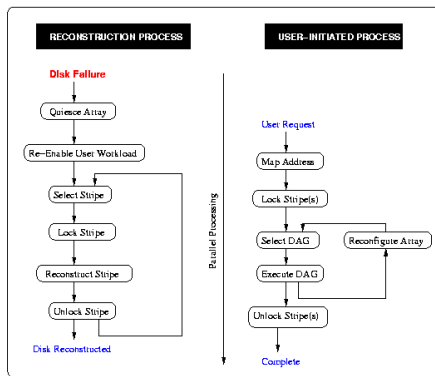 RECONSTRUCTION PROCESS
Disk Failure
Quiesce Array
Re-Enable User Workload
Select Stripe
Lock Stripe
Reconstruct Stripe
Unlock Stripe
Disk Reconstructed
Parallel Processing
USER-INITIATED PROCESS
User Request
Map Address
Lock Stripe(s)
Select DAG
Reconfigure Array
Execute DAG
Unlock Stripe(s)
Complete